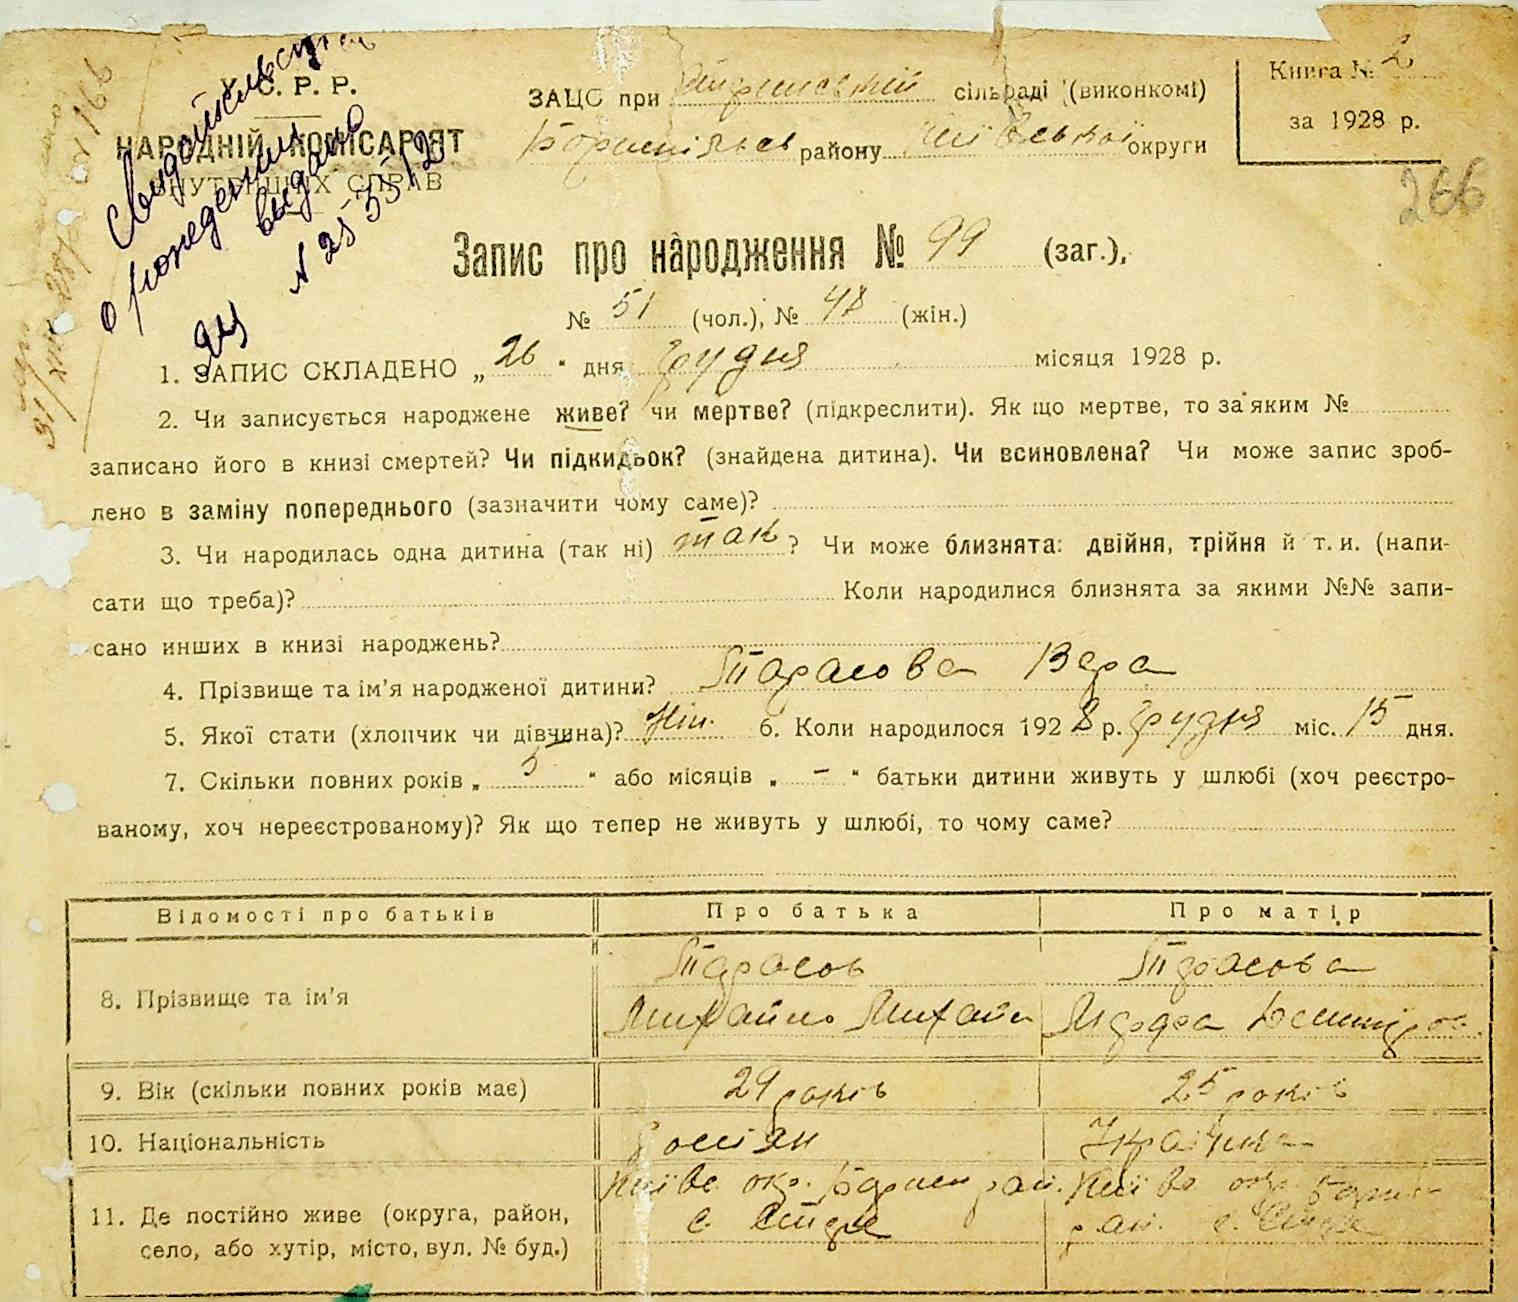 У. С. Р. Р.
НАРОДНІЙ КОМІСАРІЯТ
ВНУТРІШНІХ СПРАВ
Свидетельство
о рождении
выдано
ЗАЦС при сільраді (виконкомі)
Бориспільськ району Київської округи
Книга № 2
за 1928 р.
266
Запис про народження № 99 (заг.),
№ 51 (чол.), № 48 (жін.)
1. ЗАПИС СКЛАДЕНО „ 26 " дня грудня місяця 1928 р.
2. Чи записується народжене живе? чи мертве? (підкреслити). Як що мертве, то за яким №
записано його в книзі смертей? Чи підкидьок? (знайдена дитина). Чи всиновлена? Чи може запис зроб-
лено в заміну попереднього (зазначити чому саме)?
3. Чи народилась одна дитина (так ні) так ? Чи може близнята: двійня, трійня й т. и. (напи-
сати що треба)? Коли народилися близнята за якими №№ запи-
сано инших в книзі народжень?
4. Прізвище та ім'я народженої дитини? Тарасова Вера
5. Якої стати (хлопчик чи дівчина)? жін. 6. Коли народилося 1928 р. грудня міс. 15 дня.
7. Скільки повних років „ 5 " або місяців „ – " батьки дитини живуть у шлюбі (хоч реєстро-
ваному, хоч нереєстрованому)? Як що тепер не живуть у шлюбі, то чому саме?
Відомості про батьків Про батька Про матір
Тарасов Тарасова
8. Прізвище та ім'я
Михайло Михайл
9. Вік (скільки повних років має) 29 років 25 років
10. Національність росіян Українка
Київс. окр. Борисп рай. Київс окр. Борисп
11. Де постійно живе (округа, район, с. рай. с.
село, або хутір, місто, вул. № буд.)